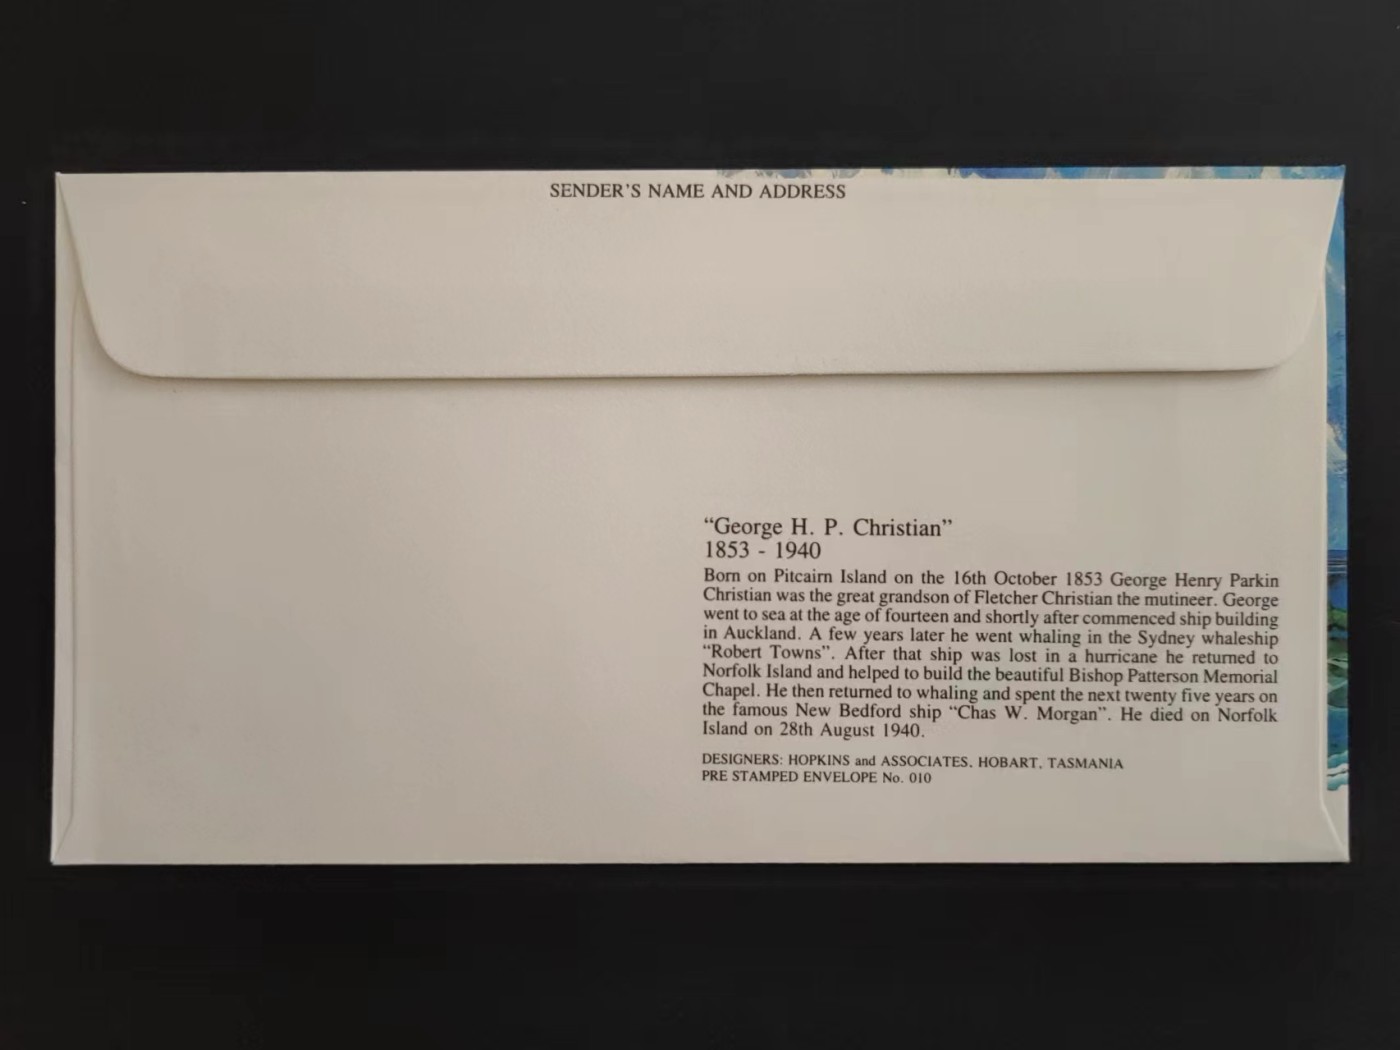 SENDER'S NAME AND ADDRESS
“George H. P. Christian”
1853 - 1940
Born on Pitcairn Island on the 16th October 1853 George Henry Parkin
Christian was the great grandson of Fletcher Christian the mutineer. George
went to sea at the age of fourteen and shortly after commenced ship building
in Auckland. A few years later he went whaling in the Sydney whaleship
“Robert Towns”. After that ship was lost in a hurricane he returned to
Norfolk Island and helped to build the beautiful Bishop Patterson Memorial
Chapel. He then returned to whaling and spent the next twenty five years on
the famous New Bedford ship “Chas W. Morgan”. He died on Norfolk
Island on 28th August 1940.
DESIGNERS: HOPKINS and ASSOCIATES, HOBART, TASMANIA
PRE STAMPED ENVELOPE No. 010